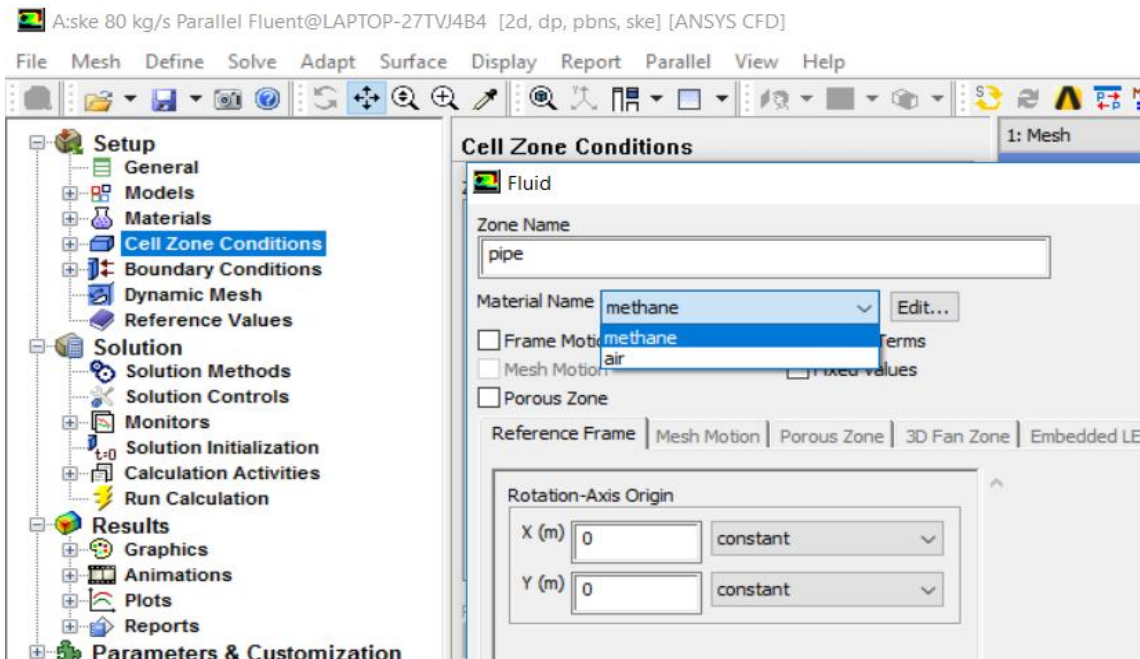 A:ske 80 kg/s Parallel Fluent@LAPTOP-27TVJ4B4 [2d, dp, pbns, ske] [ANSYS CFD]
File Mesh Define Solve Adapt Surface Display Report Parallel View Help
Setup
General
Models
Materials
Cell Zone Conditions
Boundary Conditions
Dynamic Mesh
Reference Values
Solution
Solution Methods
Solution Controls
Monitors
t=0 Solution Initialization
Calculation Activities
Run Calculation
Results
Graphics
Animations
Plots
Reports
Parameters & Customization
Cell Zone Conditions
1: Mesh
Fluid
Zone Name
pipe
Material Name methane Edit...
methane
air
Frame Motio Terms
Mesh Motion Fixed Values
Porous Zone
Reference Frame Mesh Motion Porous Zone 3D Fan Zone Embedded LE
Rotation-Axis Origin
X (m) 0 constant
Y (m) 0 constant